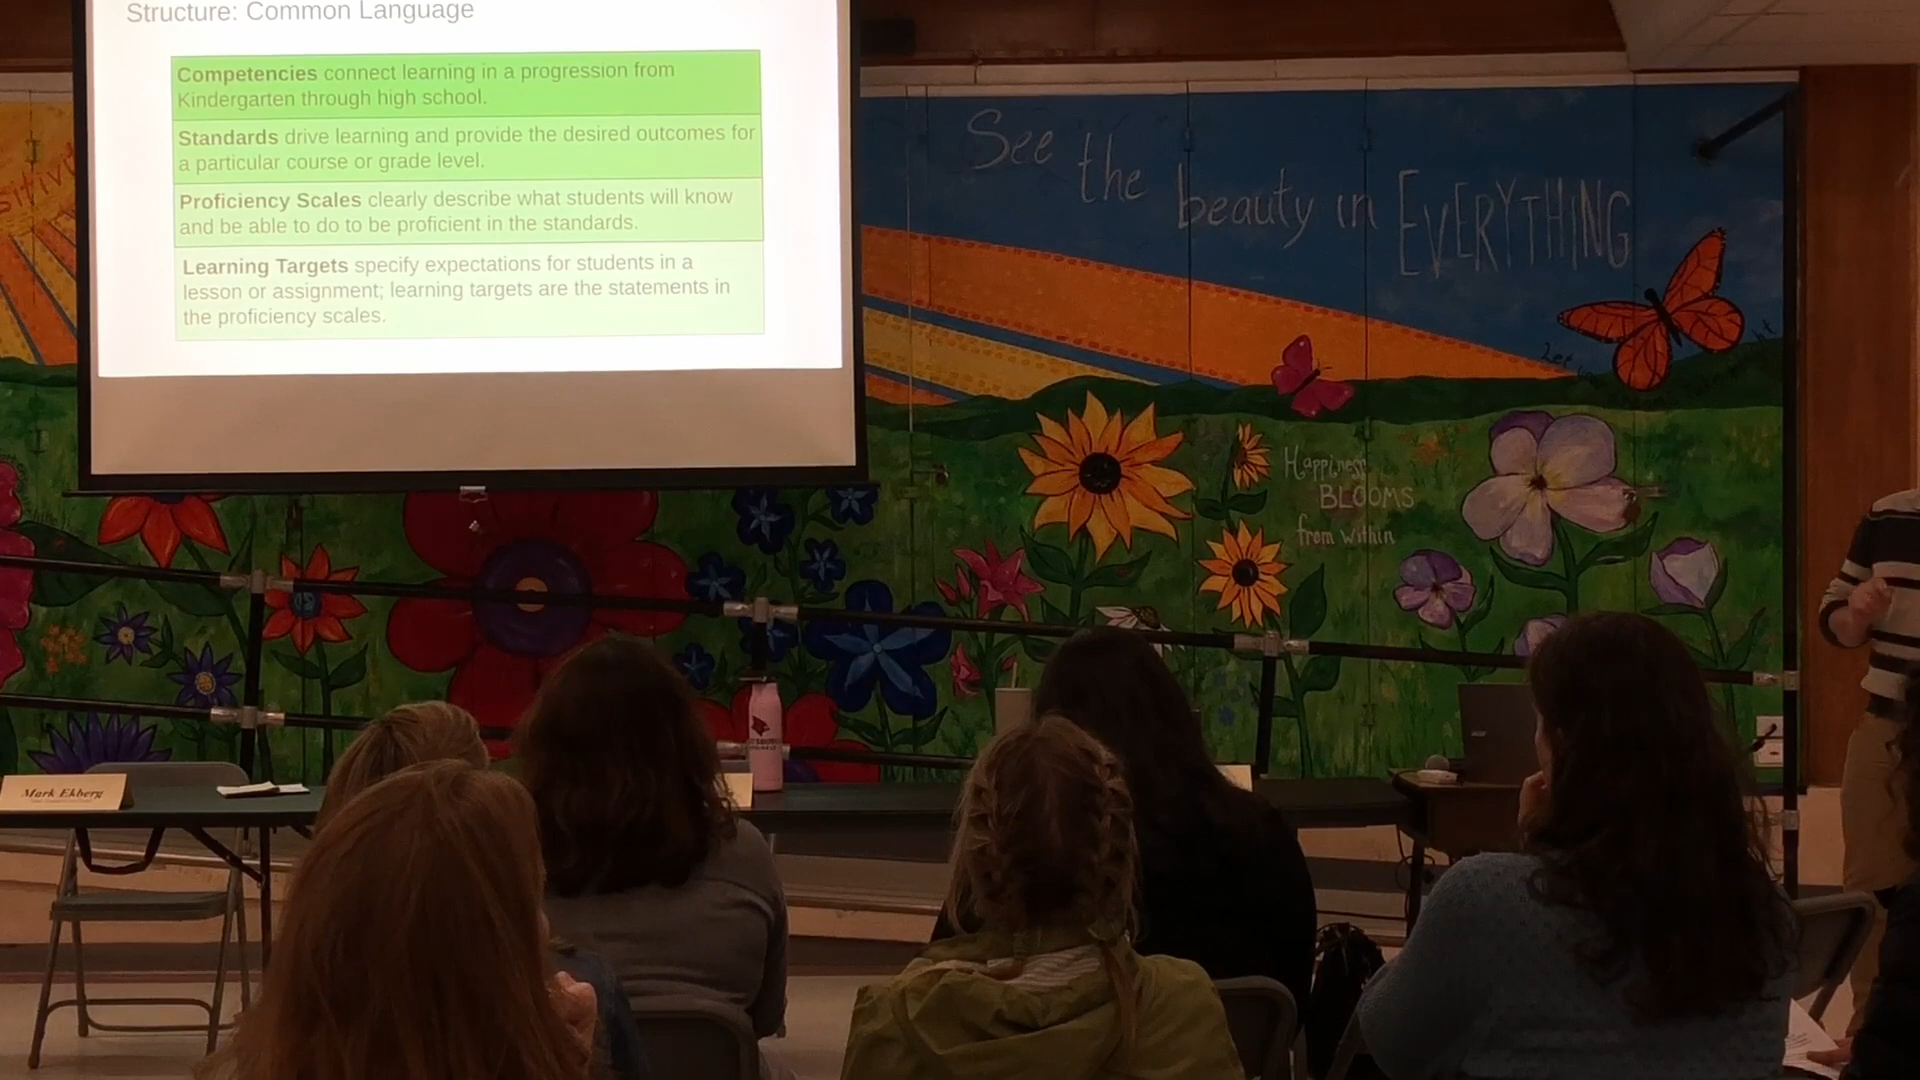 Structure: Common Language
Competencies connect learning in a progression from
Kindergarten through high school.
Standards drive learning and provide the desired outcomes for
a particular course or grade level.
Proficiency Scales clearly describe what students will know
and be able to do to be proficient in the standards.
Learning Targets specify expectations for students in a
lesson or assignment; learning targets are the statements in
the proficiency scales.
See
the
beauty in EVERYTHING
Let
Happiness
BLOOMS
from within
Mark Ekberg